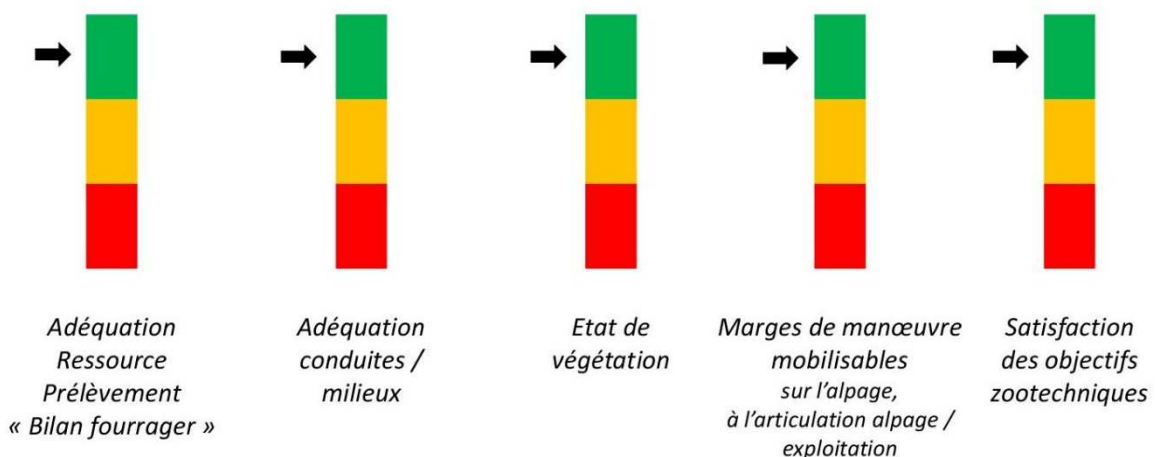 Adéquation
Ressource
Prélèvement
« Bilan fourrager »
Adéquation
conduites /
milieux
Etat de
végétation
Marges de manœuvre
mobilisables
sur l’alpage,
à l’articulation alpage /
exploitation
Satisfaction
des objectifs
zootechniques